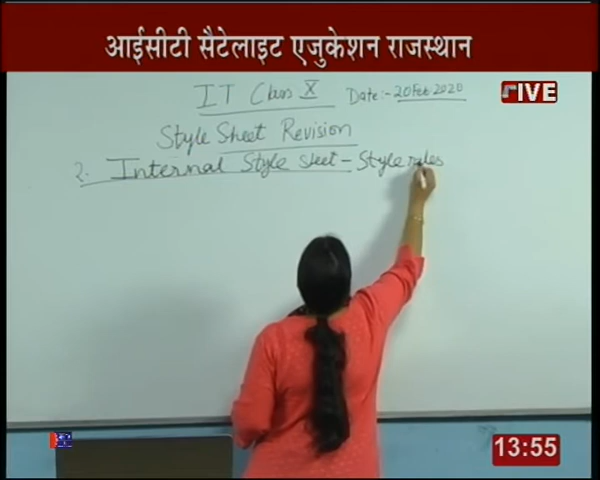 आईसीटी सैटेलाइट एजुकेशन राजस्थान
LIVE
IT Class X Date:- 20 Feb 2020
Style Sheet Revision
2. Internal Style sheet - Style rules
13:55